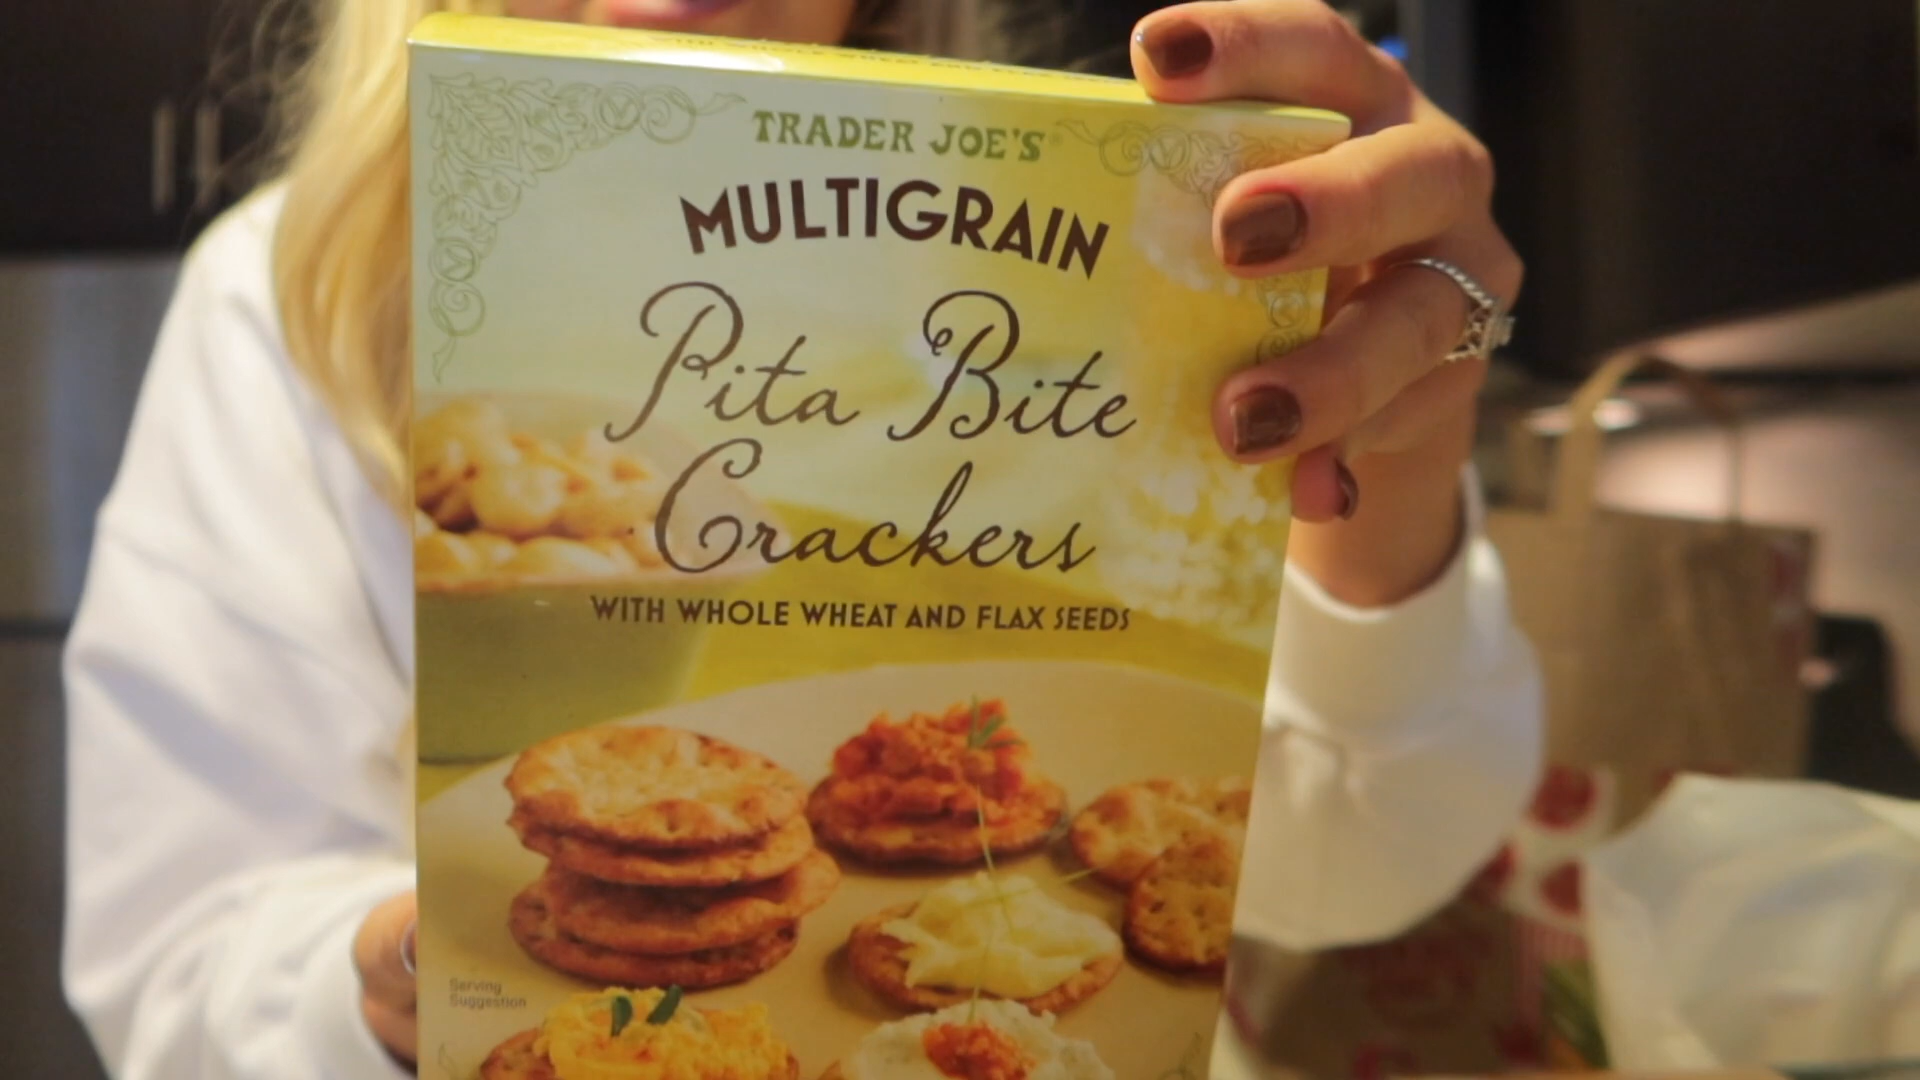 TRADER JOE'S
MULTIGRAIN
Pita Bite
Crackers
WITH WHOLE WHEAT AND FLAX SEEDS
Serving
Suggestion